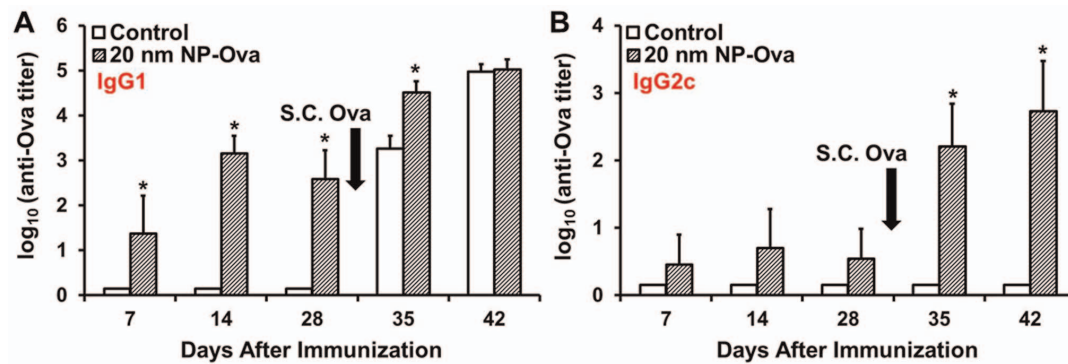 A
Control
20 nm NP-Ova
IgG1
S.C. Ova
log10 (anti-Ova titer)
6
5
4
3
2
1
0
* * * *
7 14 28 35 42
Days After Immunization
B
Control
20 nm NP-Ova
IgG2c
S.C. Ova
log10 (anti-Ova titer)
4
3
2
1
0
* *
7 14 28 35 42
Days After Immunization